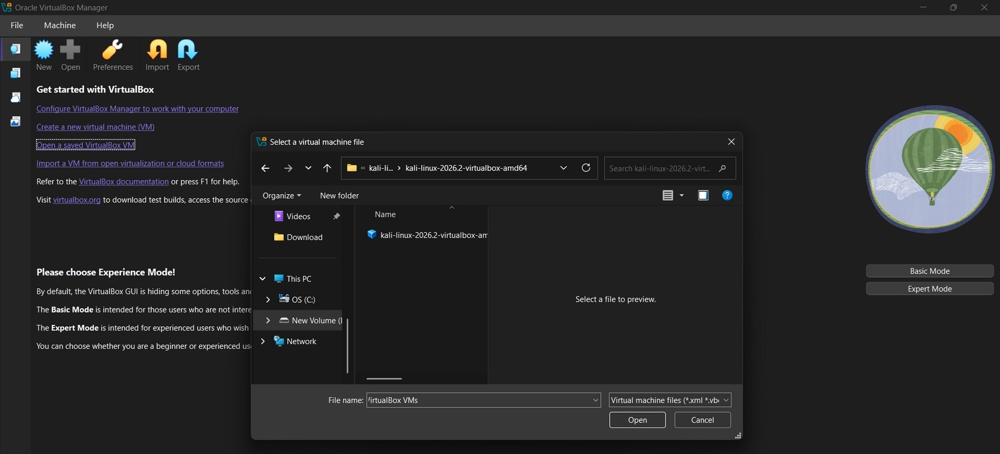 Oracle VirtualBox Manager
File Machine Help
New Open Preferences Import Export
Get started with VirtualBox
Configure VirtualBox Manager to work with your computer
Create a new virtual machine (VM)
Open a saved VirtualBox VM
Import a VM from open virtualization or cloud formats
Refer to the VirtualBox documentation or press F1 for help.
Visit virtualbox.org to download test builds, access the source
Please choose Experience Mode!
By default, the VirtualBox GUI is hiding some options, tools
The Basic Mode is intended for those users who are not
The Expert Mode is intended for experienced users who wish
You can choose whether you are a beginner or experienced
Select a virtual machine file
« kali-li... › kali-linux-2026.2-virtualbox-amd64
Search kali-linux-2026.2-virt...
Organize New folder
Videos
Download
This PC
OS (C:)
New Volume
Network
Name
kali-linux-2026.2-virtualbox-am
Select a file to preview.
File name: irtualBox VMs
Virtual machine files (*.xml *.vb
Open Cancel
Basic Mode
Expert Mode